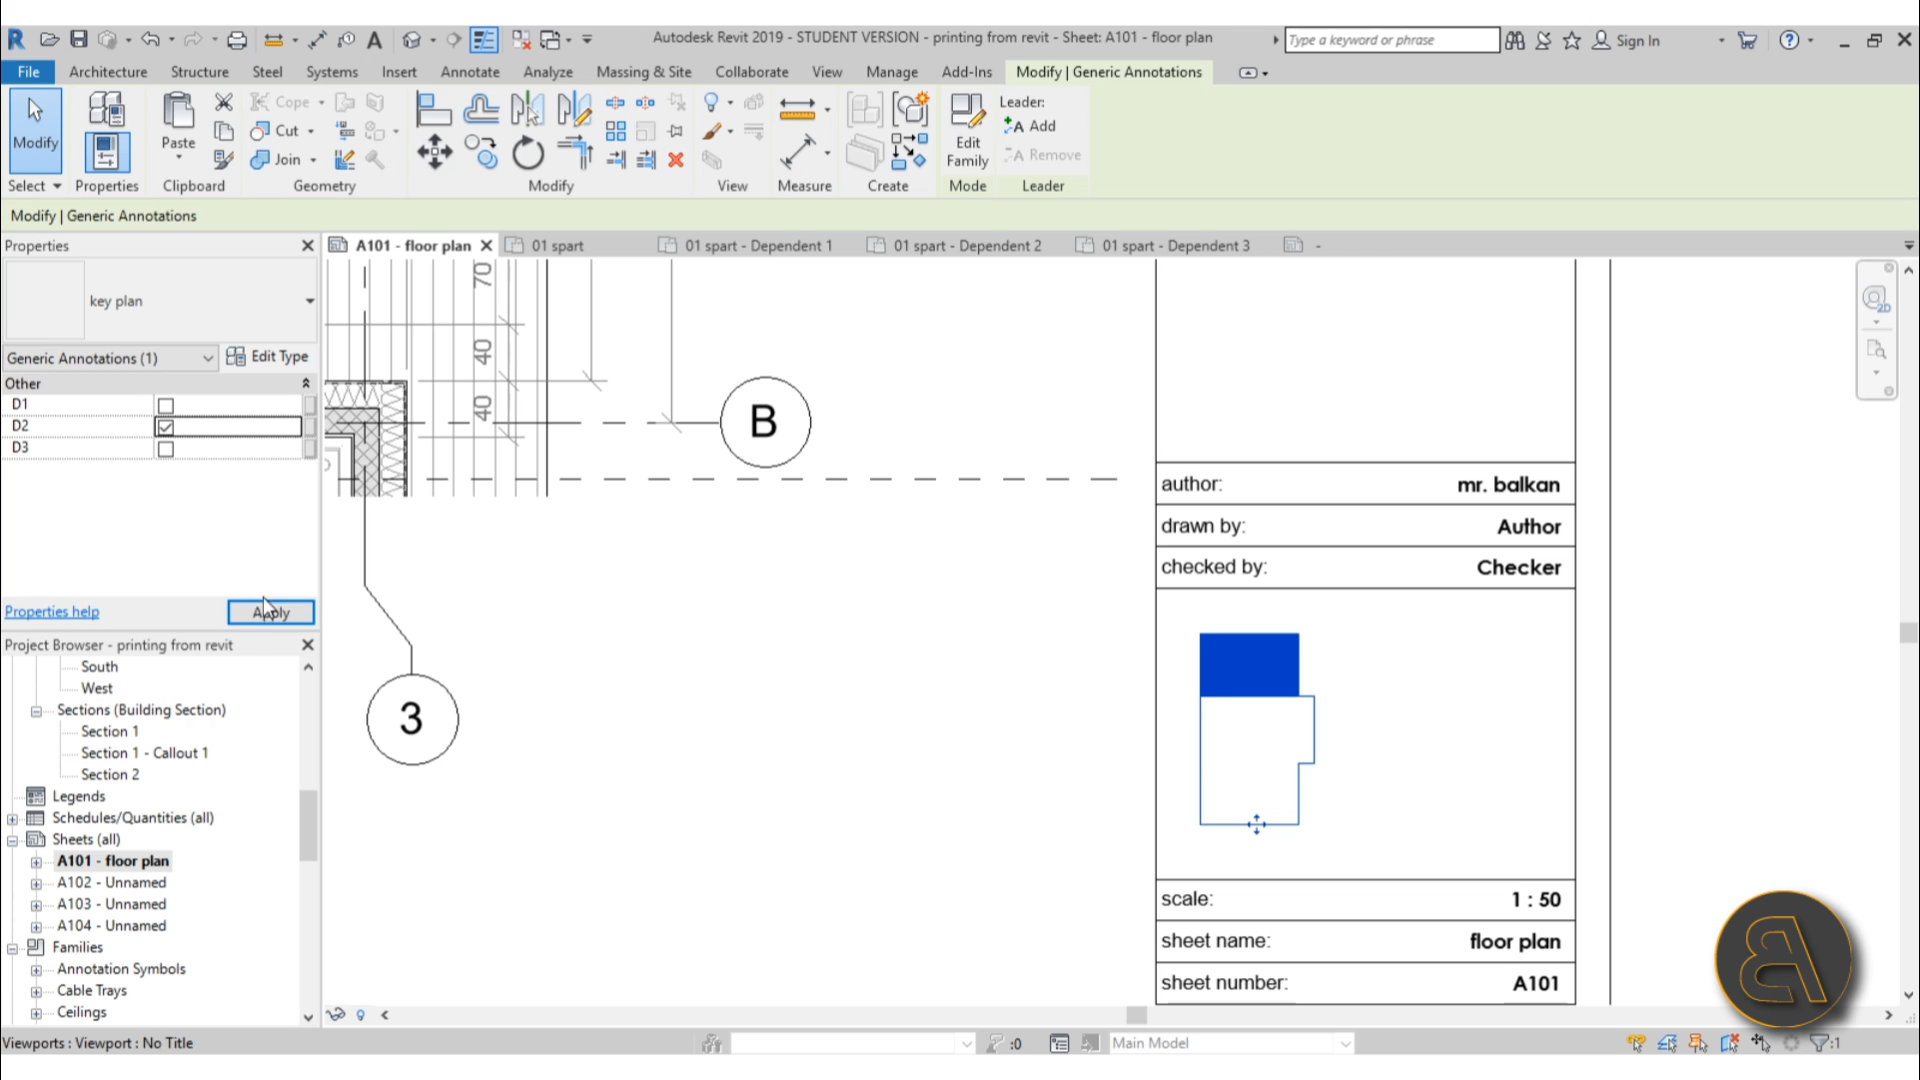 Autodesk Revit 2019 - STUDENT VERSION - printing from revit - Sheet: A101 - floor plan
Type a keyword or phrase
Sign In
File Architecture Structure Steel Systems Insert Annotate Analyze Massing & Site Collaborate View Manage Add-Ins Modify | Generic Annotations
Modify
Paste
Cope
Cut
Join
Edit
Family
Leader:
Add
Remove
Select Properties Clipboard Geometry Modify View Measure Create Mode Leader
Modify | Generic Annotations
Properties
A101 - floor plan
01 spart
01 spart - Dependent 1
01 spart - Dependent 2
01 spart - Dependent 3
-
key plan
Generic Annotations (1)
Edit Type
Other
D1
D2
D3
Properties help
Apply
Project Browser - printing from revit
South
West
Sections (Building Section)
Section 1
Section 1 - Callout 1
Section 2
Legends
Schedules/Quantities (all)
Sheets (all)
A101 - floor plan
A102 - Unnamed
A103 - Unnamed
A104 - Unnamed
Families
Annotation Symbols
Cable Trays
Ceilings
70
40
40
B
3
2D
author: mr. balkan
drawn by: Author
checked by: Checker
scale: 1 : 50
sheet name: floor plan
sheet number: A101
Viewports : Viewport : No Title
:0
Main Model
:1